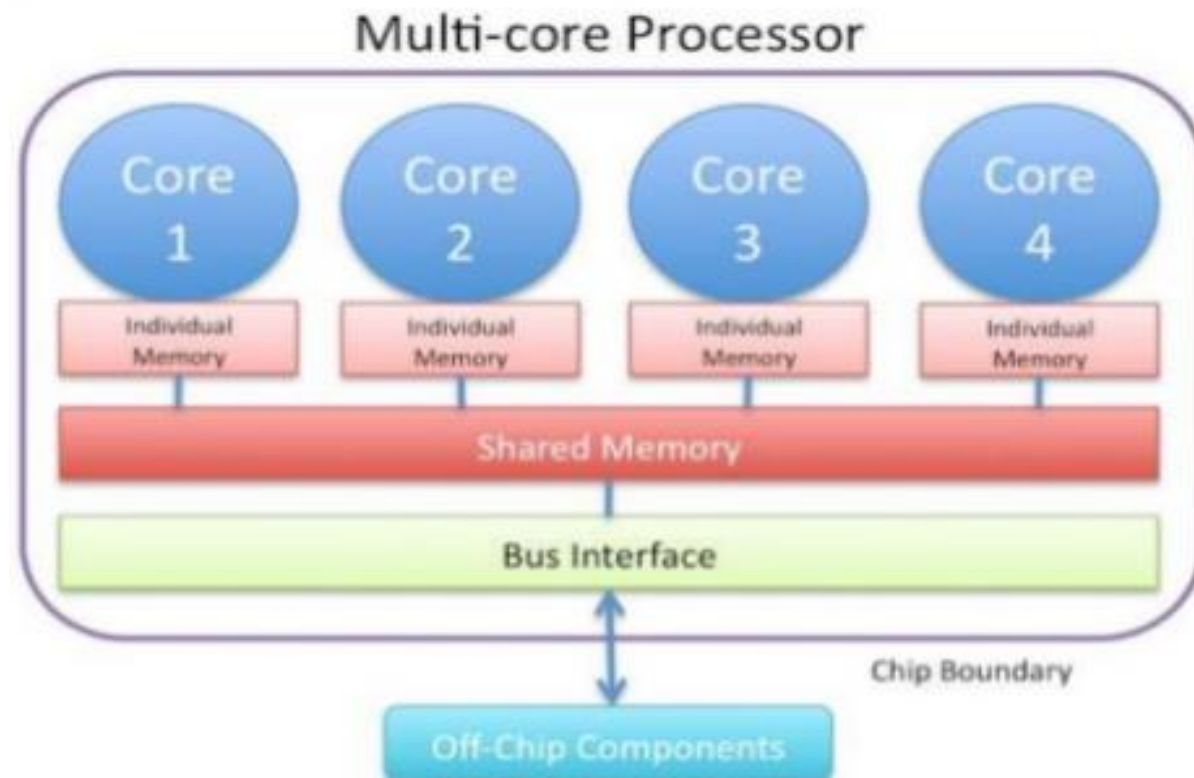 Multi-core Processor
Core
1
Core
2
Core
3
Core
4
Individual
Memory
Individual
Memory
Individual
Memory
Individual
Memory
Shared Memory
Bus Interface
Chip Boundary
Off-Chip Components